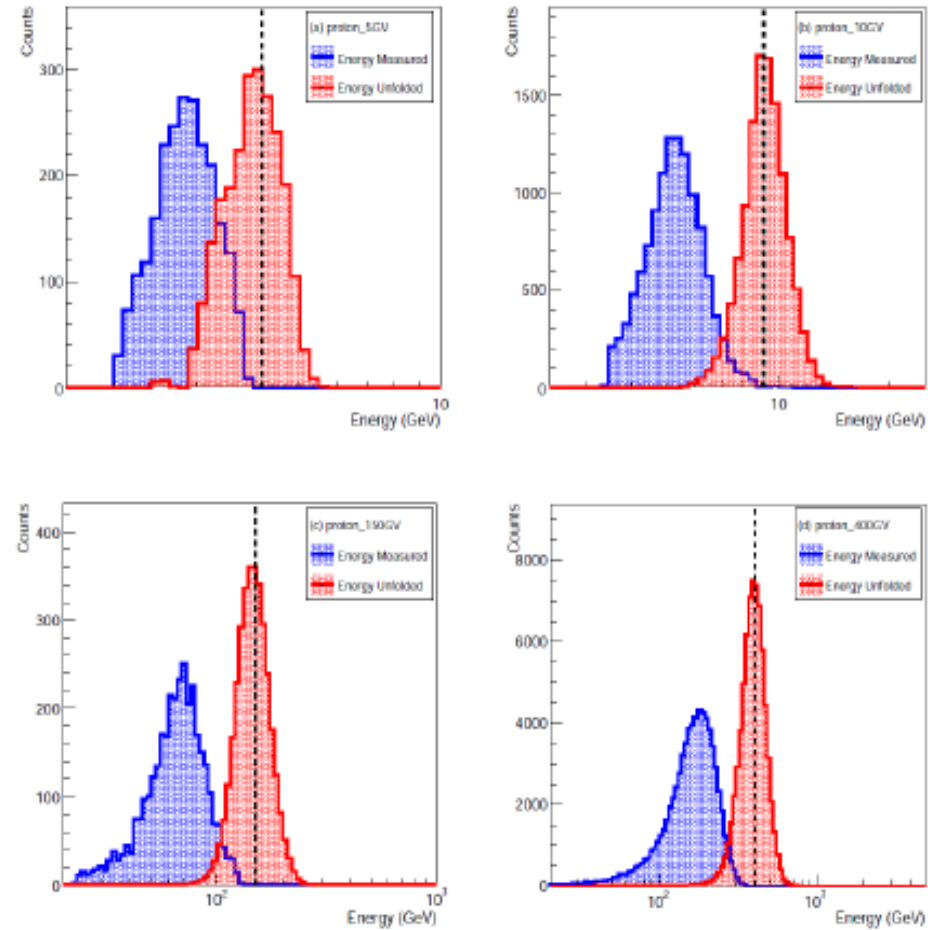 Counts
(a) proton_5GV
Energy Measured
Energy Unfolded
300
200
100
0
10
Energy (GeV)
Counts
(b) proton_10GV
Energy Measured
Energy Unfolded
1500
1000
500
0
10
Energy (GeV)
Counts
(c) proton_150GV
Energy Measured
Energy Unfolded
400
300
200
100
0
10²
10³
Energy (GeV)
Counts
(d) proton_400GV
Energy Measured
Energy Unfolded
8000
6000
4000
2000
0
10²
10³
Energy (GeV)